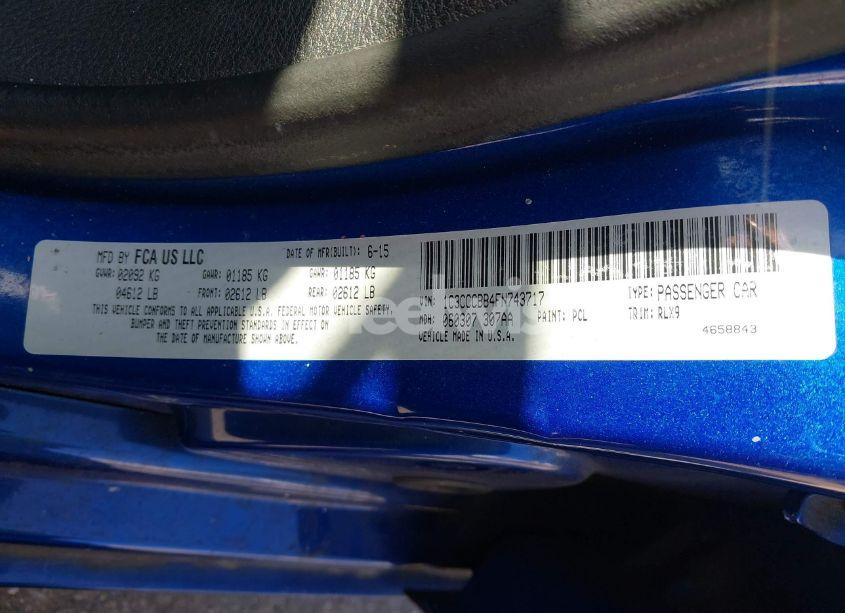 MFD BY FCA US LLC
DATE OF MFR(BUILT): 6-15
GVWR: 02092 KG GAWR: 01185 KG GAWR: 01185 KG
04612 LB FRONT: 02612 LB REAR: 02612 LB
THIS VEHICLE CONFORMS TO ALL APPLICABLE U.S.A. FEDERAL MOTOR VEHICLE SAFETY,
BUMPER AND THEFT PREVENTION STANDARDS IN EFFECT ON
THE DATE OF MANUFACTURE SHOWN ABOVE.
VIN: 1C3CCCBB4FN743717 TYPE: PASSENGER CAR
MDH: 060307 307AA PAINT: PCL TRIM: RLX9
VEHICLE MADE IN U.S.A. 4658843